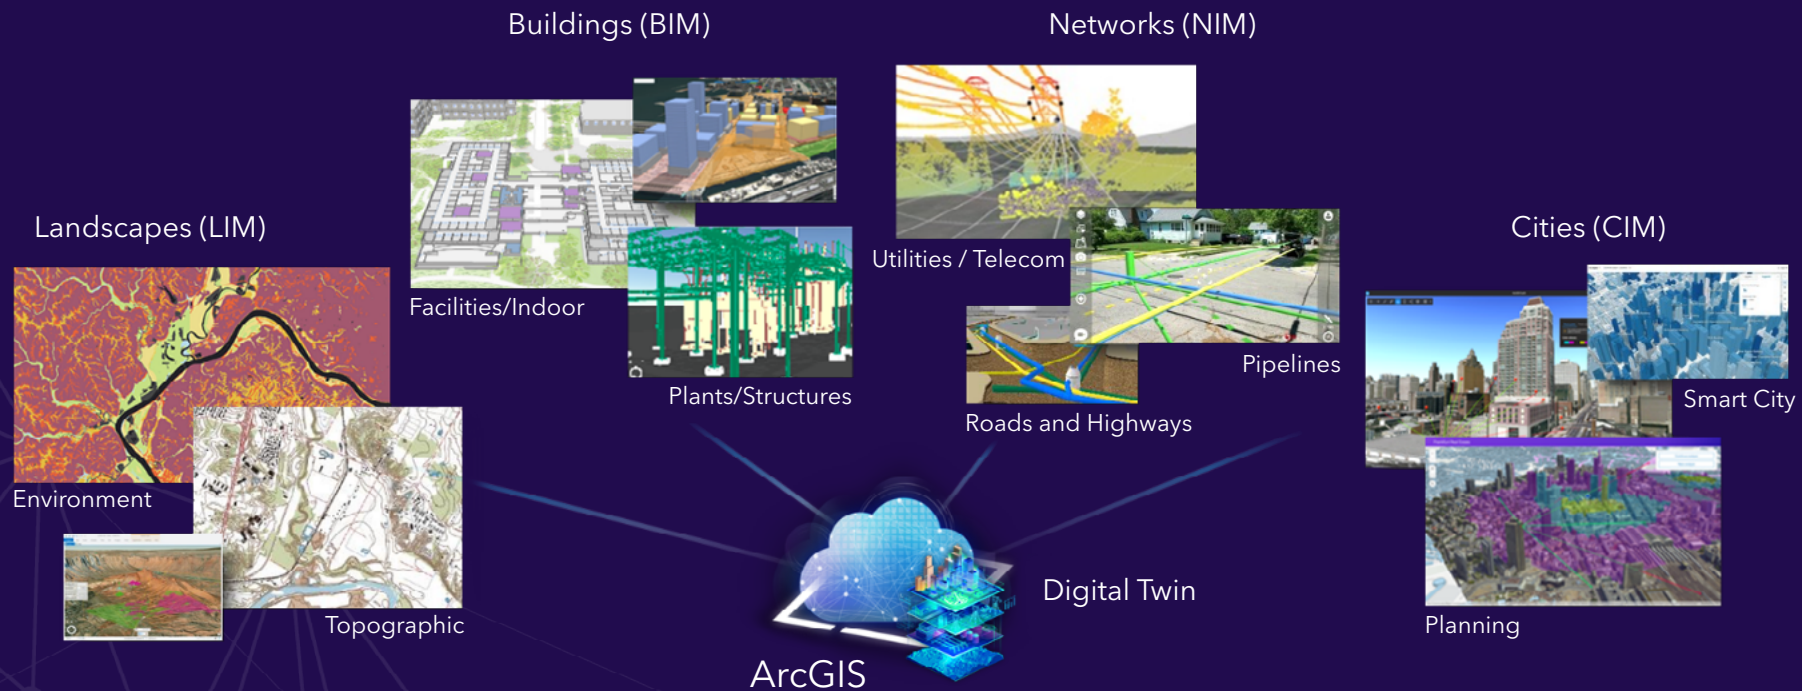 Buildings (BIM)
Networks (NIM)
Landscapes (LIM)
Cities (CIM)
Utilities / Telecom
Facilities/Indoor
Pipelines
Plants/Structures
Smart City
Roads and Highways
Environment
Digital Twin
Topographic
Planning
ArcGIS